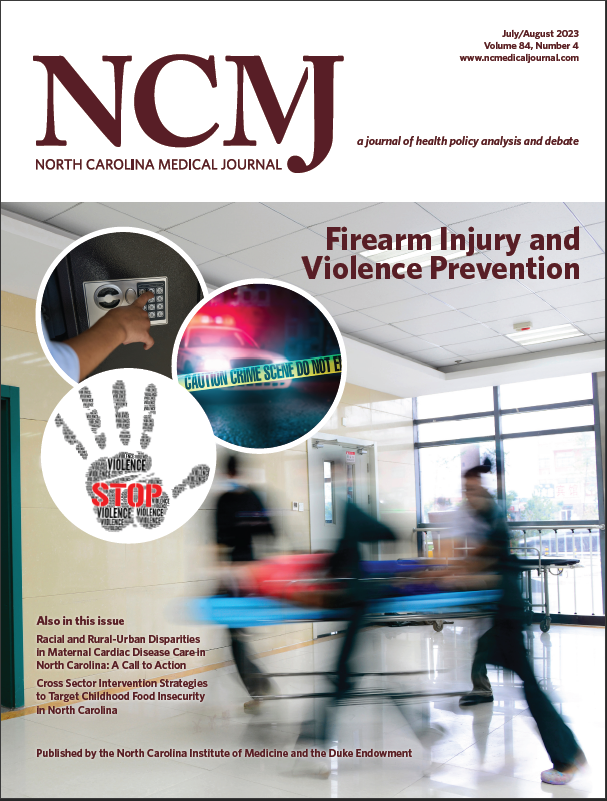 July/August 2023
Volume 84, Number 4
www.ncmedicaljournal.com
NCMJ
NORTH CAROLINA MEDICAL JOURNAL
a journal of health policy analysis and debate
Firearm Injury and
Violence Prevention
CAUTION CRIME SCENE DO NOT E
VIOLENCE
STOP
VIOLENCE
VIOLENCE
Also in this issue
Racial and Rural-Urban Disparities
in Maternal Cardiac Disease Care in
North Carolina: A Call to Action
Cross Sector Intervention Strategies
to Target Childhood Food Insecurity
in North Carolina
Published by the North Carolina Institute of Medicine and the Duke Endowment